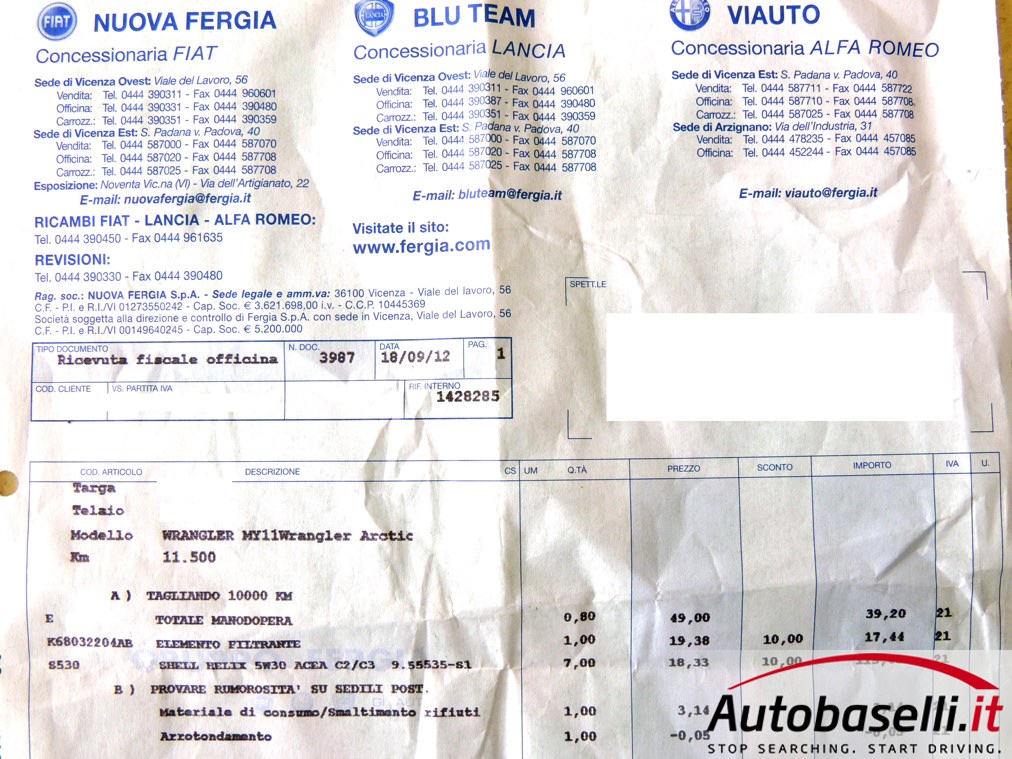 FIAT
NUOVA FERGIA
Concessionaria FIAT
Sede di Vicenza Ovest: Viale del Lavoro, 56
Vendita: Tel. 0444 390311 - Fax 0444 960601
Officina: Tel. 0444 390331 - Fax 0444 390480
Carrozz.: Tel. 0444 390351 - Fax 0444 390359
Sede di Vicenza Est: S. Padana v. Padova, 40
Vendita: Tel. 0444 587000 - Fax 0444 587070
Officina: Tel. 0444 587020 - Fax 0444 587708
Carrozz.: Tel. 0444 587025 - Fax 0444 587708
Esposizione: Noventa Vic.na (VI) - Via dell'Artigianato, 22
E-mail: nuovafergia@fergia.it
LANCIA
BLU TEAM
Concessionaria LANCIA
Sede di Vicenza Ovest: Viale del Lavoro, 56
Vendita: Tel. 0444 390311 - Fax 0444 960601
Officina: Tel. 0444 390387 - Fax 0444 390480
Carrozz.: Tel. 0444 390351 - Fax 0444 390359
Sede di Vicenza Est: S. Padana v. Padova, 40
Vendita: Tel. 0444 587000 - Fax 0444 587070
Officina: Tel. 0444 587020 - Fax 0444 587708
Carrozz.: Tel. 0444 587025 - Fax 0444 587708
E-mail: bluteam@fergia.it
VIAUTO
Concessionaria ALFA ROMEO
Sede di Vicenza Est: S. Padana v. Padova, 40
Vendita: Tel. 0444 587711 - Fax 0444 587722
Officina: Tel. 0444 587710 - Fax 0444 587708
Carrozz.: Tel. 0444 587025 - Fax 0444 587708
Sede di Arzignano: Via dell'Industria, 31
Vendita: Tel. 0444 478235 - Fax 0444 457085
Officina: Tel. 0444 452244 - Fax 0444 457085
E-mail: viauto@fergia.it
RICAMBI FIAT - LANCIA - ALFA ROMEO:
Tel. 0444 390450 - Fax 0444 961635
REVISIONI:
Tel. 0444 390330 - Fax 0444 390480
Visitate il sito:
www.fergia.com
Rag. soc.: NUOVA FERGIA S.p.A. - Sede legale e amm.va: 36100 Vicenza - Viale del lavoro, 56
C.F. - P.I. e R.I./VI 01273550242 - Cap. Soc. € 3.621.698,00 i.v. - C.C.P. 10445369
Società soggetta alla direzione e controllo di Fergia S.p.A. con sede in Vicenza, Viale del Lavoro, 56
C.F. - P.I. e R.I./VI 00149640245 - Cap. Soc. € 5.200.000
SPETT.LE
TIPO DOCUMENTO N. DOC. DATA PAG.
Ricevuta fiscale officina 3987 18/09/12 1
COD. CLIENTE VS. PARTITA IVA RIF. INTERNO
1428285
COD. ARTICOLO DESCRIZIONE CS UM Q.TÀ PREZZO SCONTO IMPORTO IVA U.
Targa
Telaio
Modello WRANGLER MY11Wrangler Arctic
Km 11.500
A ) TAGLIANDO 10000 KM
E TOTALE MANODOPERA 0,80 49,00 39,20 21
K68032204AB ELEMENTO FILTRANTE 1,00 19,38 10,00 17,44 21
S530 SHELL HELIX 5W30 ACEA C2/C3 9.55535-S1 7,00 18,33 10,00 21
B ) PROVARE RUMOROSITA' SU SEDILI POST.
Materiale di consumo/Smaltimento rifiuti 1,00 3,14
Arrotondamento 1,00 -0,05 -0,05
Autobaselli.it
STOP SEARCHING. START DRIVING.